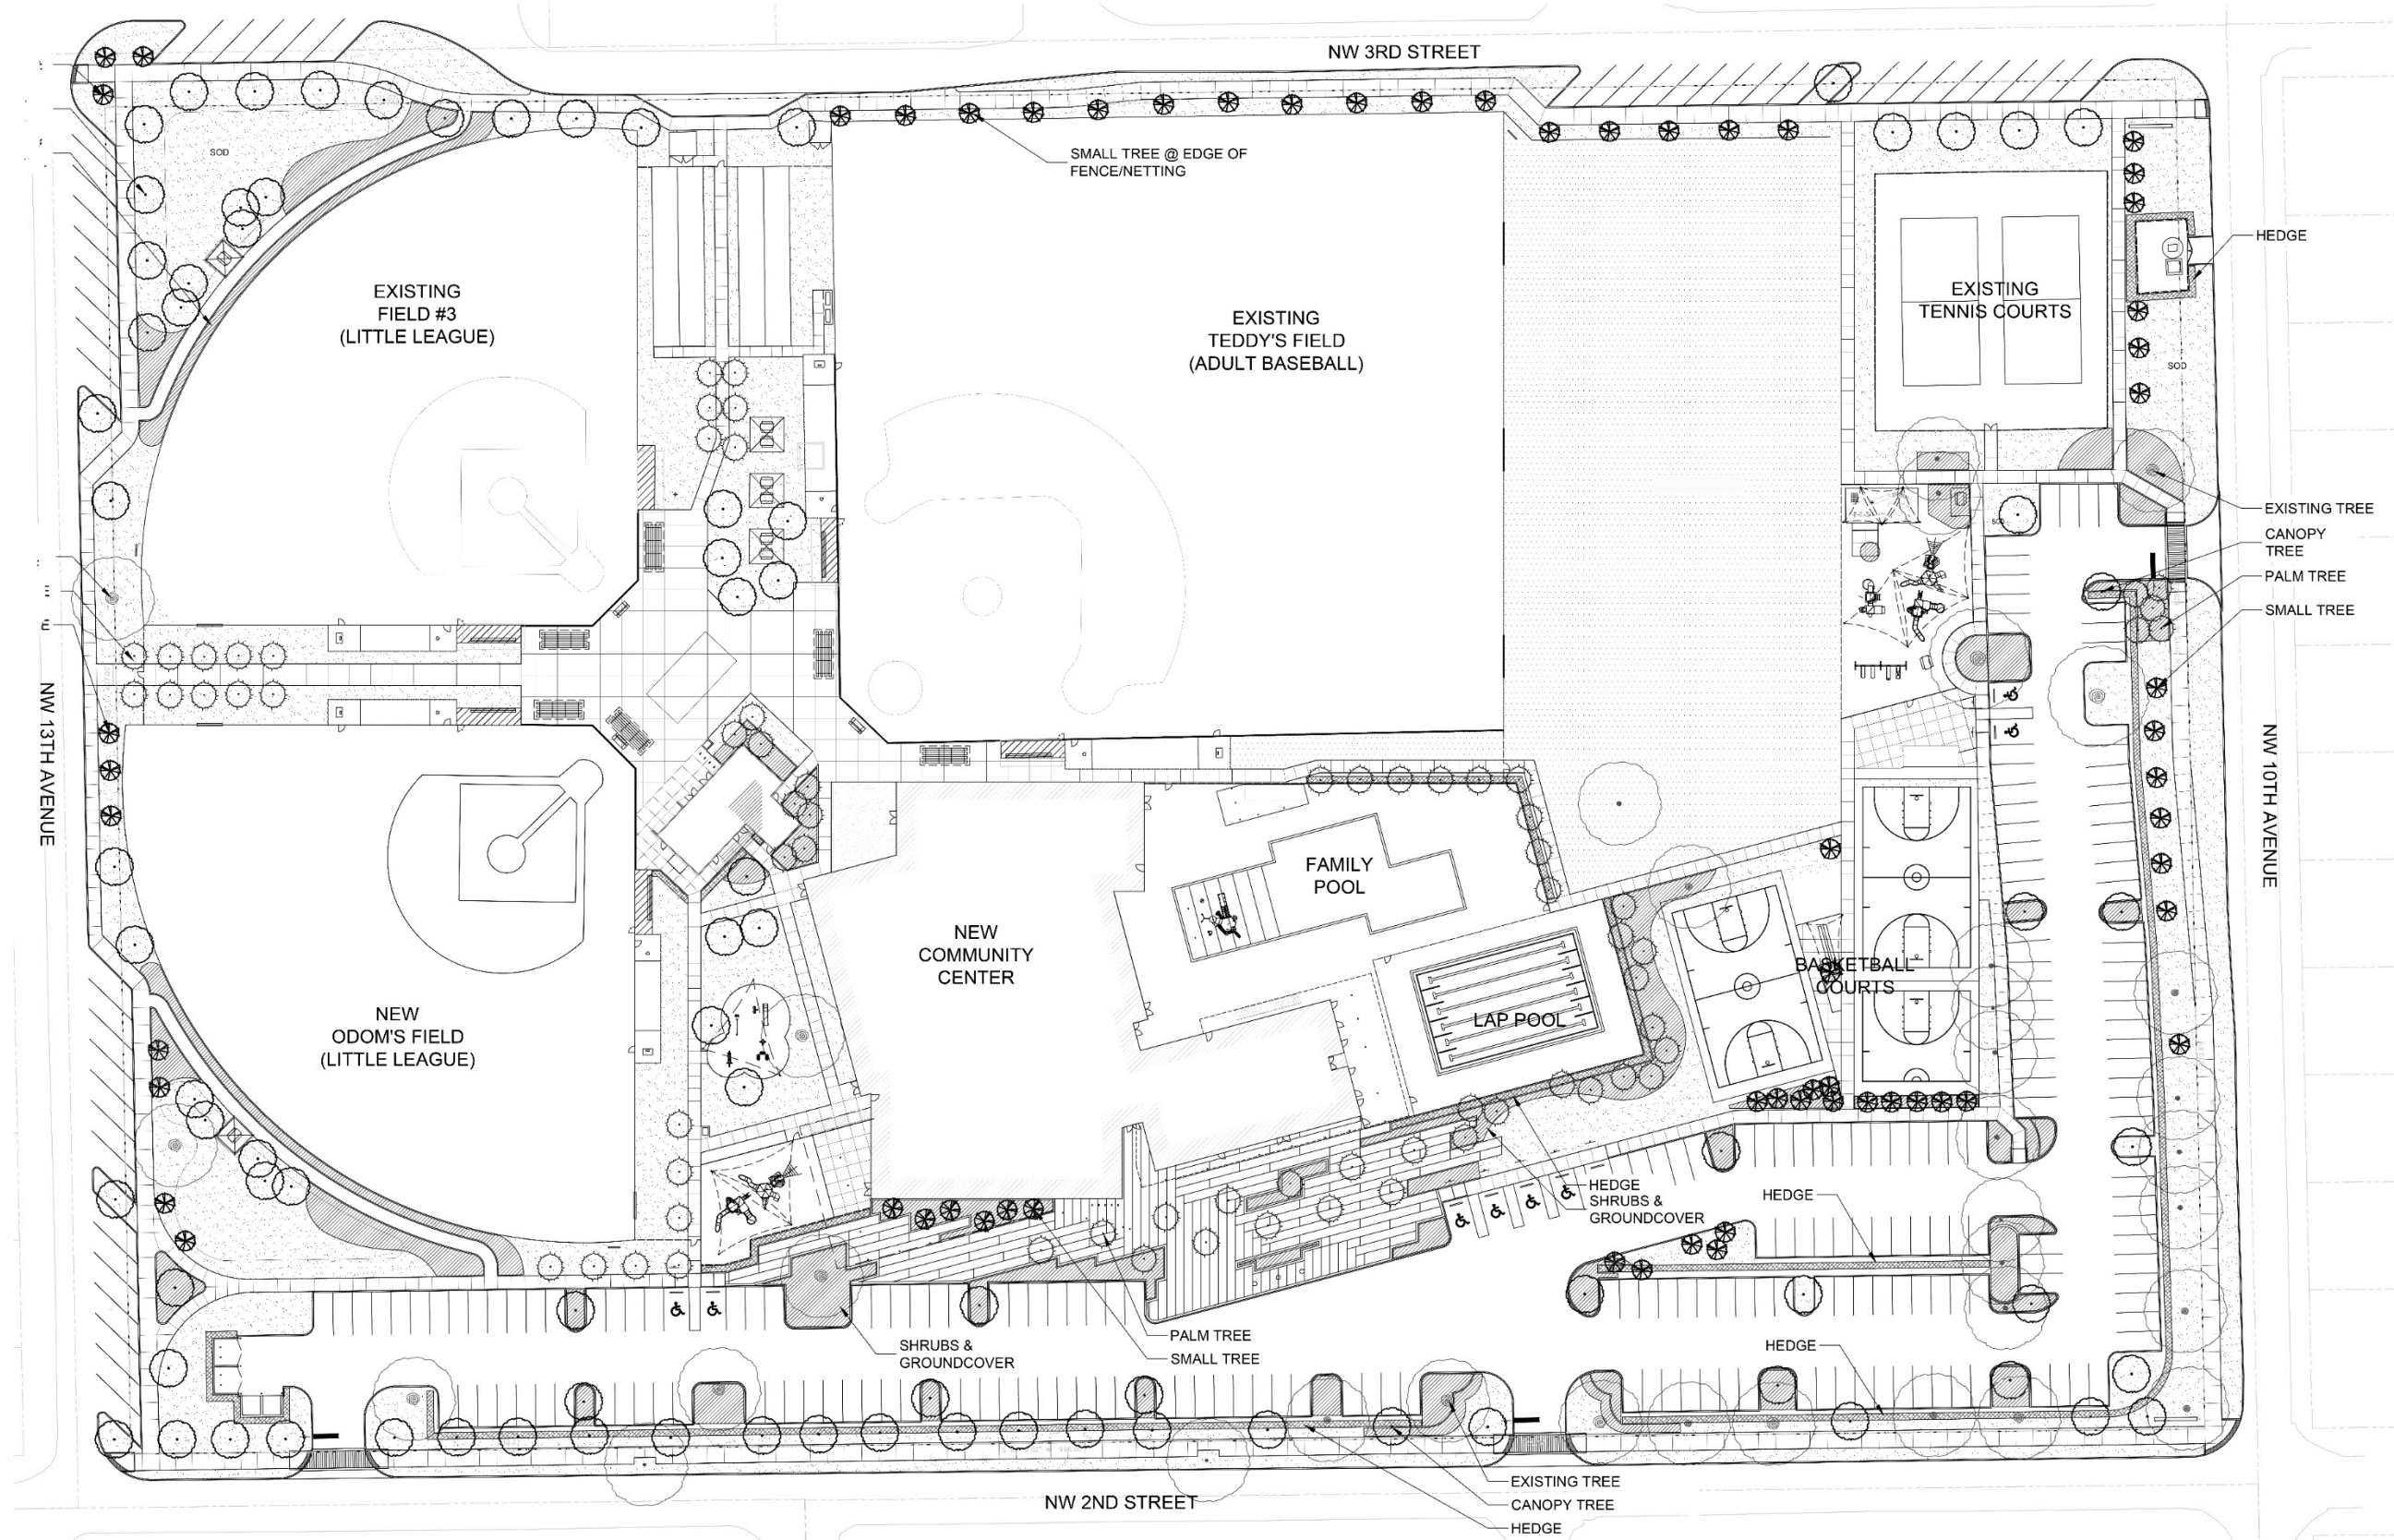 NW 3RD STREET
SMALL TREE @ EDGE OF
FENCE/NETTING
SOD
HEDGE
EXISTING
FIELD #3
(LITTLE LEAGUE)
EXISTING
TEDDY'S FIELD
(ADULT BASEBALL)
EXISTING
TENNIS COURTS
SOD
EXISTING TREE
CANOPY
TREE
PALM TREE
SMALL TREE
SOD
NW 13TH AVENUE
NW 10TH AVENUE
FAMILY
POOL
NEW
COMMUNITY
CENTER
BASKETBALL
COURTS
LAP POOL
NEW
ODOM'S FIELD
(LITTLE LEAGUE)
HEDGE
SHRUBS &
GROUNDCOVER
HEDGE
PALM TREE
SMALL TREE
SHRUBS &
GROUNDCOVER
HEDGE
EXISTING TREE
CANOPY TREE
HEDGE
NW 2ND STREET